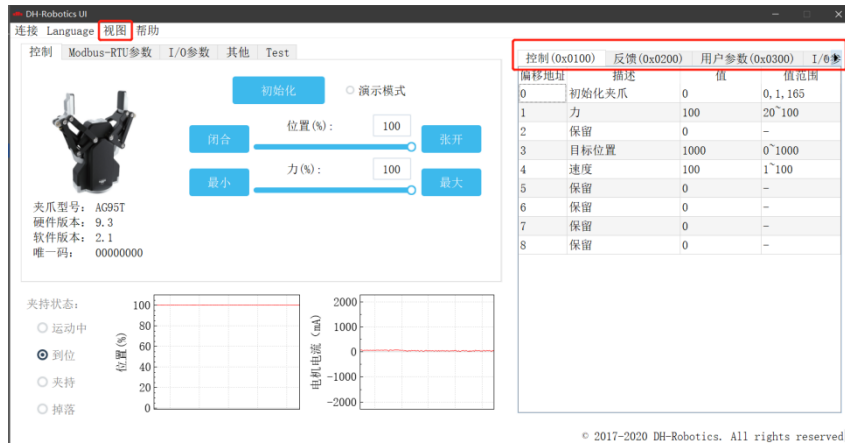 DH-Robotics UI
连接 Language 视图 帮助
控制 Modbus-RTU参数 I/O参数 其他 Test
初始化 演示模式
闭合 位置(%): 100 张开
最小 力(%): 100 最大
夹爪型号: AG95T
硬件版本: 9.3
软件版本: 2.1
唯一码: 00000000
夹持状态:
运动中
到位
夹持
掉落
位置(%)
100
80
60
40
20
0
电机电流 (mA)
2000
1000
0
-1000
-2000
控制(0x0100) 反馈(0x0200) 用户参数(0x0300)
偏移地址 描述 值 值范围
0 初始化夹爪 0 0,1,165
1 力 100 20~100
2 保留 0 -
3 目标位置 1000 0~1000
4 速度 100 1~100
5 保留 0 -
6 保留 0 -
7 保留 0 -
8 保留 0 -
© 2017-2020 DH-Robotics. All rights reserved